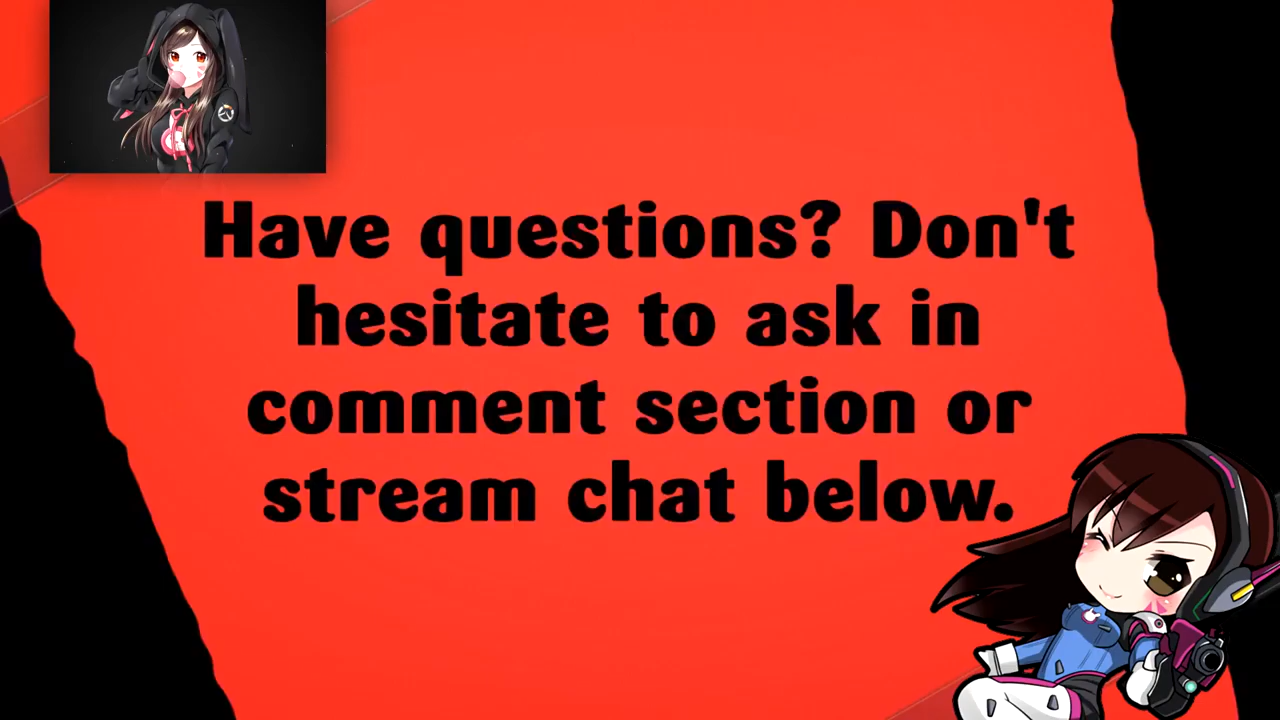 Have questions? Don't
hesitate to ask in
comment section or
stream chat below.